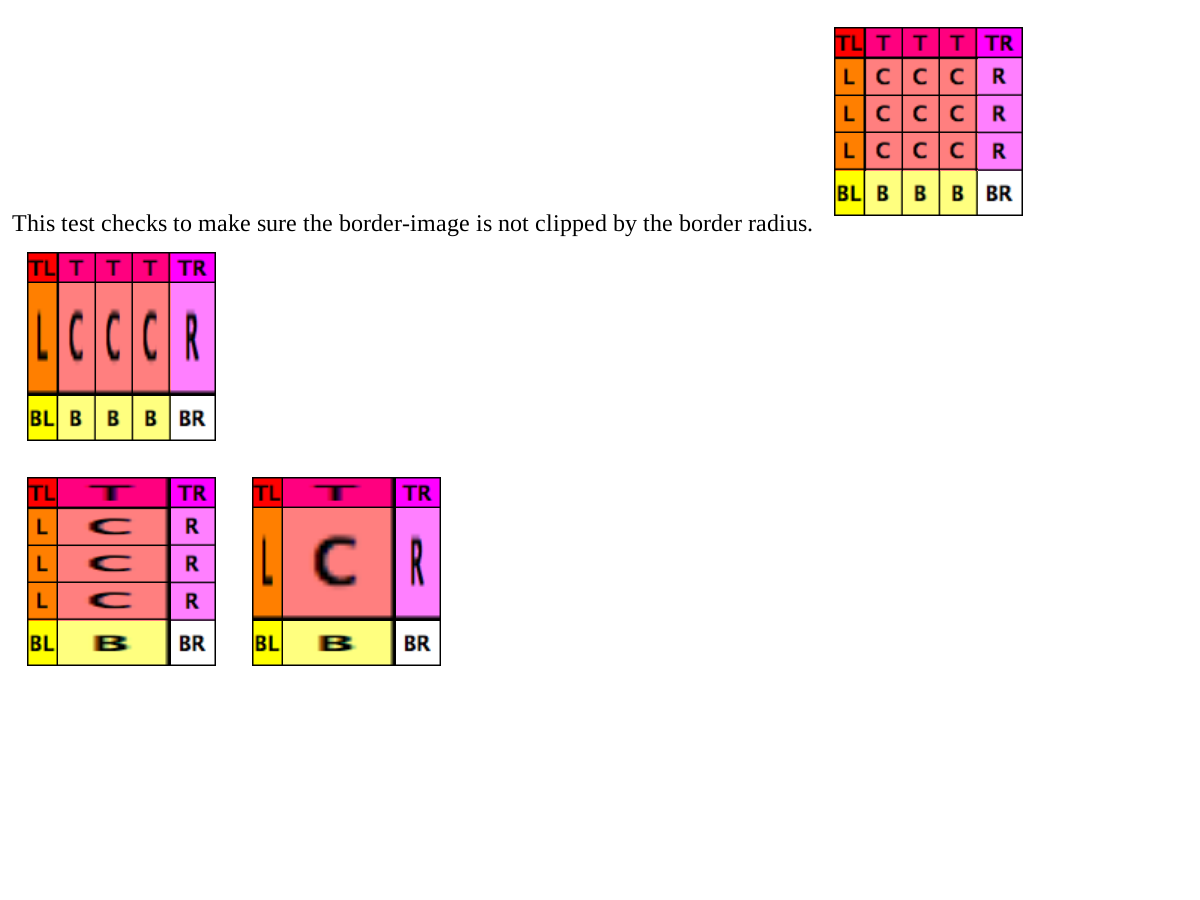 TL T T T TR
L C C C R
L C C C R
L C C C R
BL B B B BR
This test checks to make sure the border-image is not clipped by the border radius.
TL T T T TR
L C C C R
BL B B B BR
TL T TR
L C R
L C R
L C R
BL B BR
TL T TR
L C R
BL B BR